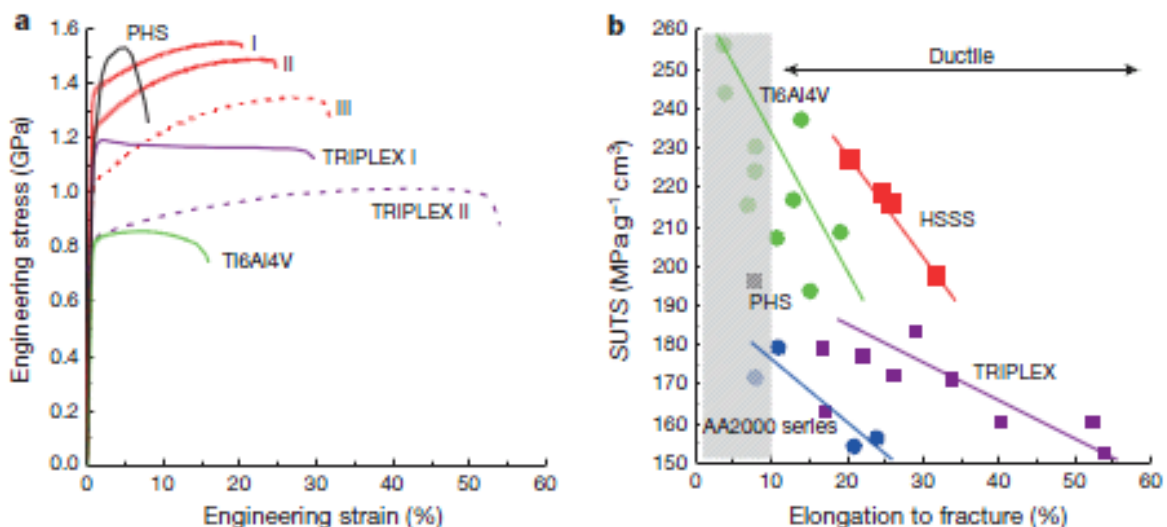 a
1.6
1.4
1.2
1.0
0.8
0.6
0.4
0.2
0.0
Engineering stress (GPa)
PHS
I
II
III
TRIPLEX I
TRIPLEX II
TI6Al4V
0 10 20 30 40 50 60
Engineering strain (%)
b
260
250
240
230
220
210
200
190
180
170
160
150
SUTS (MPa g⁻¹ cm³)
Ductile
TI6Al4V
HSSS
PHS
TRIPLEX
AA2000 series
0 10 20 30 40 50 60
Elongation to fracture (%)